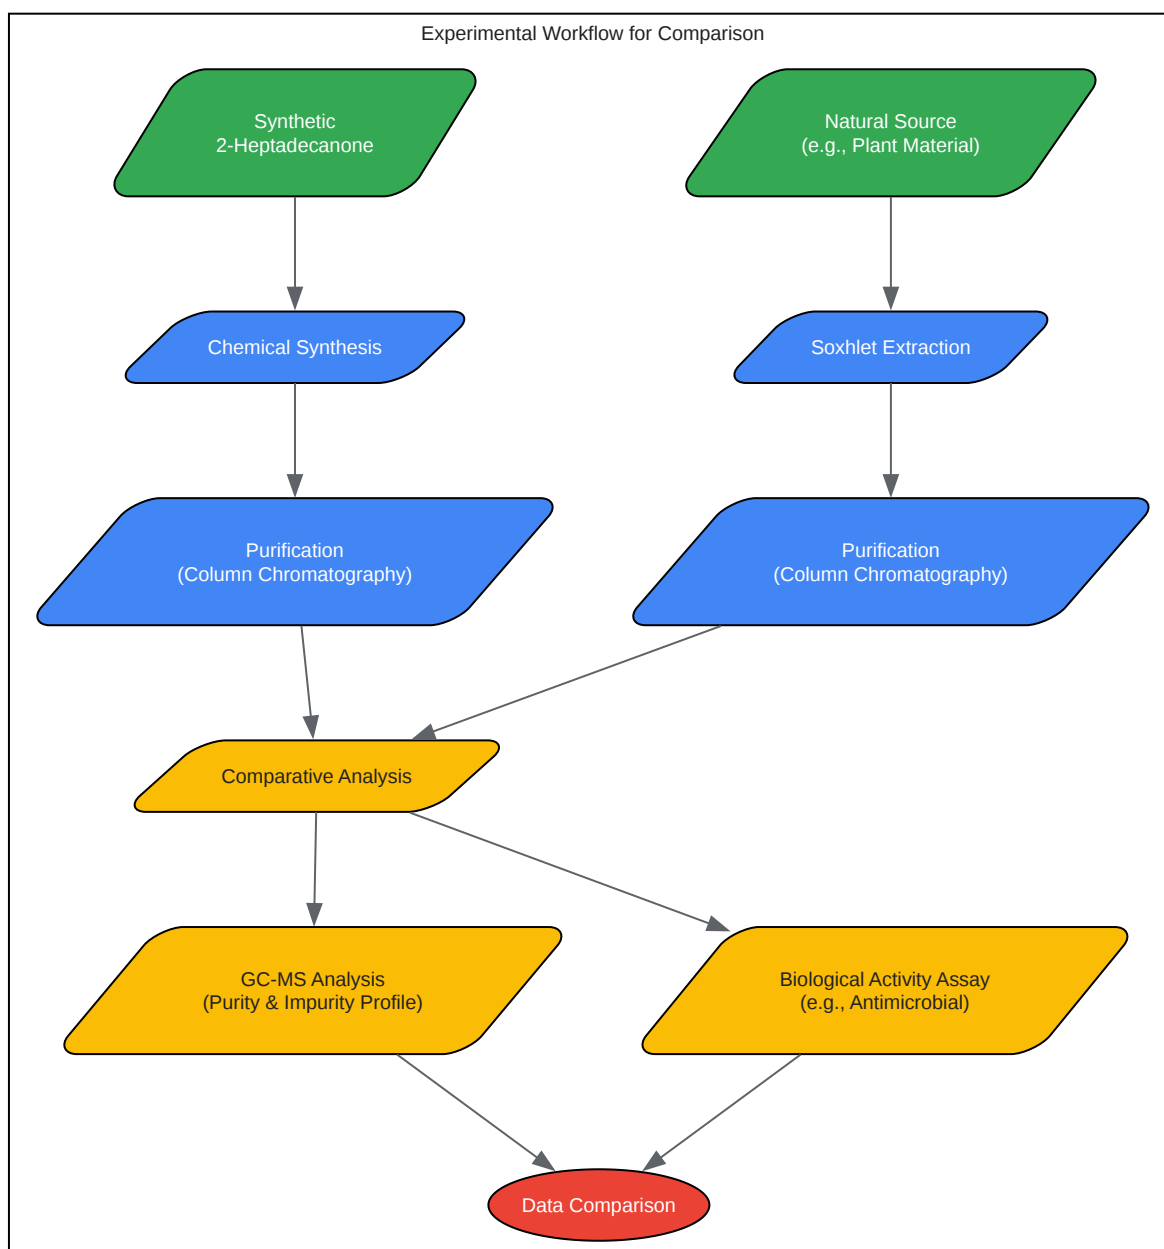 Experimental Workflow for Comparison
Synthetic
2-Heptadecanone
Natural Source
(e.g., Plant Material)
Chemical Synthesis
Soxhlet Extraction
Purification
(Column Chromatography)
Purification
(Column Chromatography)
Comparative Analysis
GC-MS Analysis
(Purity & Impurity Profile)
Biological Activity Assay
(e.g., Antimicrobial)
Data Comparison